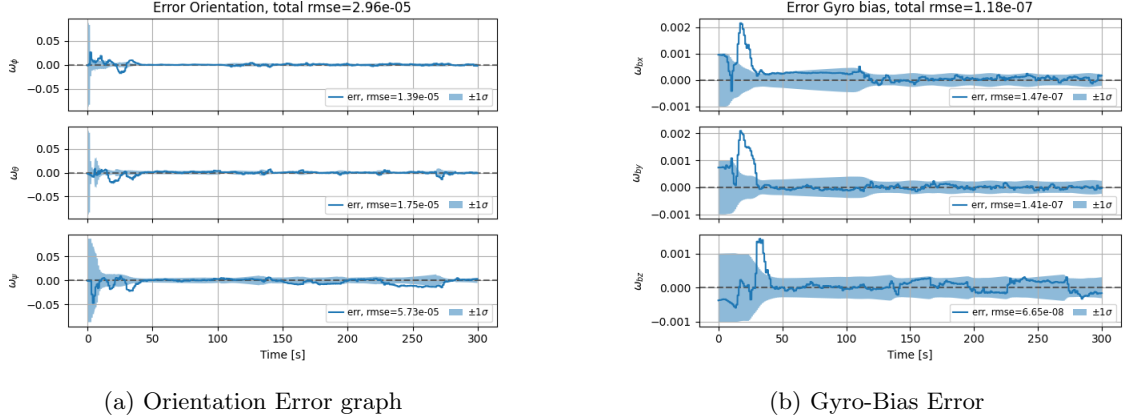 Error Orientation, total rmse=2.96e-05
0.05
0.00
−0.05
ωϕ
err, rmse=1.39e-05 ±1σ
0.05
0.00
−0.05
ωθ
err, rmse=1.75e-05 ±1σ
0.05
0.00
−0.05
ωψ
err, rmse=5.73e-05 ±1σ
0 50 100 150 200 250 300
Time [s]
(a) Orientation Error graph
Error Gyro bias, total rmse=1.18e-07
0.002
0.001
0.000
−0.001
ωbx
err, rmse=1.47e-07 ±1σ
0.002
0.001
0.000
−0.001
ωby
err, rmse=1.41e-07 ±1σ
0.001
0.000
−0.001
ωbz
err, rmse=6.65e-08 ±1σ
0 50 100 150 200 250 300
Time [s]
(b) Gyro-Bias Error